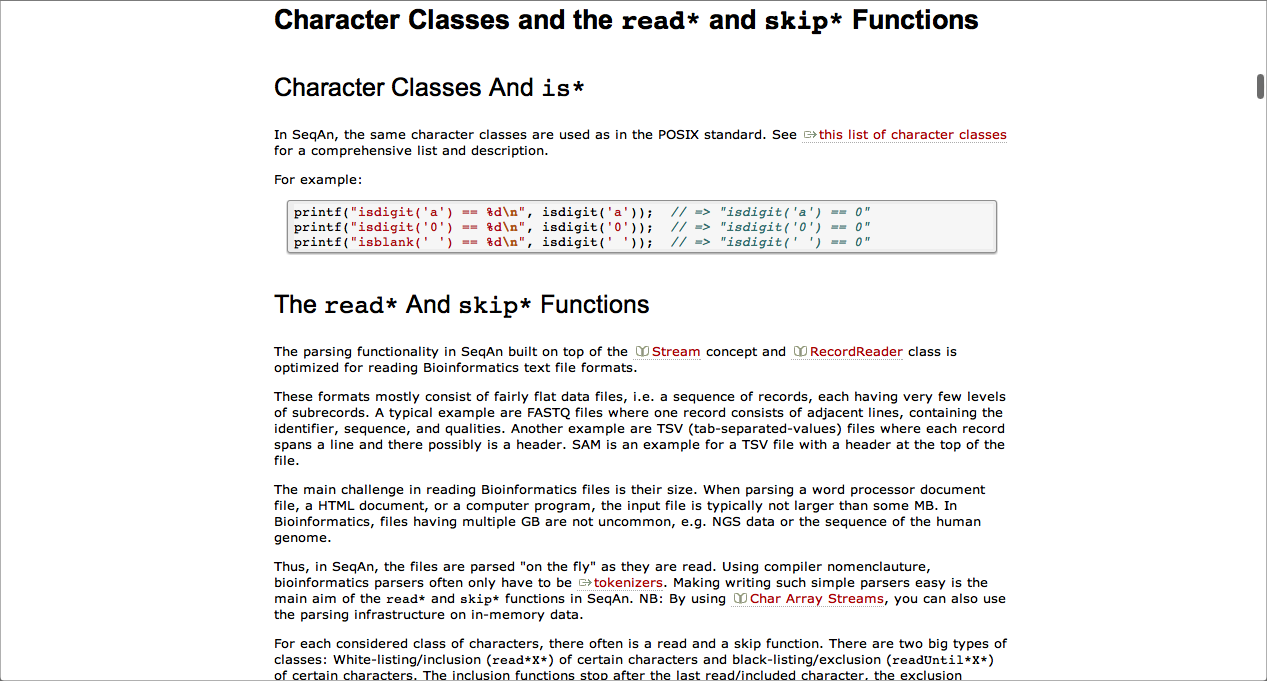 Character Classes and the read* and skip* Functions
Character Classes And is*
In SeqAn, the same character classes are used as in the POSIX standard. See this list of character classes
for a comprehensive list and description.
For example:
printf("isdigit('a') == %d\n", isdigit('a'));  // => "isdigit('a') == 0"
printf("isdigit('0') == %d\n", isdigit('0'));  // => "isdigit('0') == 0"
printf("isblank(' ') == %d\n", isdigit(' '));  // => "isdigit(' ') == 0"
The read* And skip* Functions
The parsing functionality in SeqAn built on top of the Stream concept and RecordReader class is
optimized for reading Bioinformatics text file formats.
These formats mostly consist of fairly flat data files, i.e. a sequence of records, each having very few levels
of subrecords. A typical example are FASTQ files where one record consists of adjacent lines, containing the
identifier, sequence, and qualities. Another example are TSV (tab-separated-values) files where each record
spans a line and there possibly is a header. SAM is an example for a TSV file with a header at the top of the
file.
The main challenge in reading Bioinformatics files is their size. When parsing a word processor document
file, a HTML document, or a computer program, the input file is typically not larger than some MB. In
Bioinformatics, files having multiple GB are not uncommon, e.g. NGS data or the sequence of the human
genome.
Thus, in SeqAn, the files are parsed "on the fly" as they are read. Using compiler nomenclauture,
bioinformatics parsers often only have to be tokenizers. Making writing such simple parsers easy is the
main aim of the read* and skip* functions in SeqAn. NB: By using Char Array Streams, you can also use
the parsing infrastructure on in-memory data.
For each considered class of characters, there often is a read and a skip function. There are two big types of
classes: White-listing/inclusion (read*X*) of certain characters and black-listing/exclusion (readUntil*X*)
of certain characters. The inclusion functions stop after the last read/included character, the exclusion